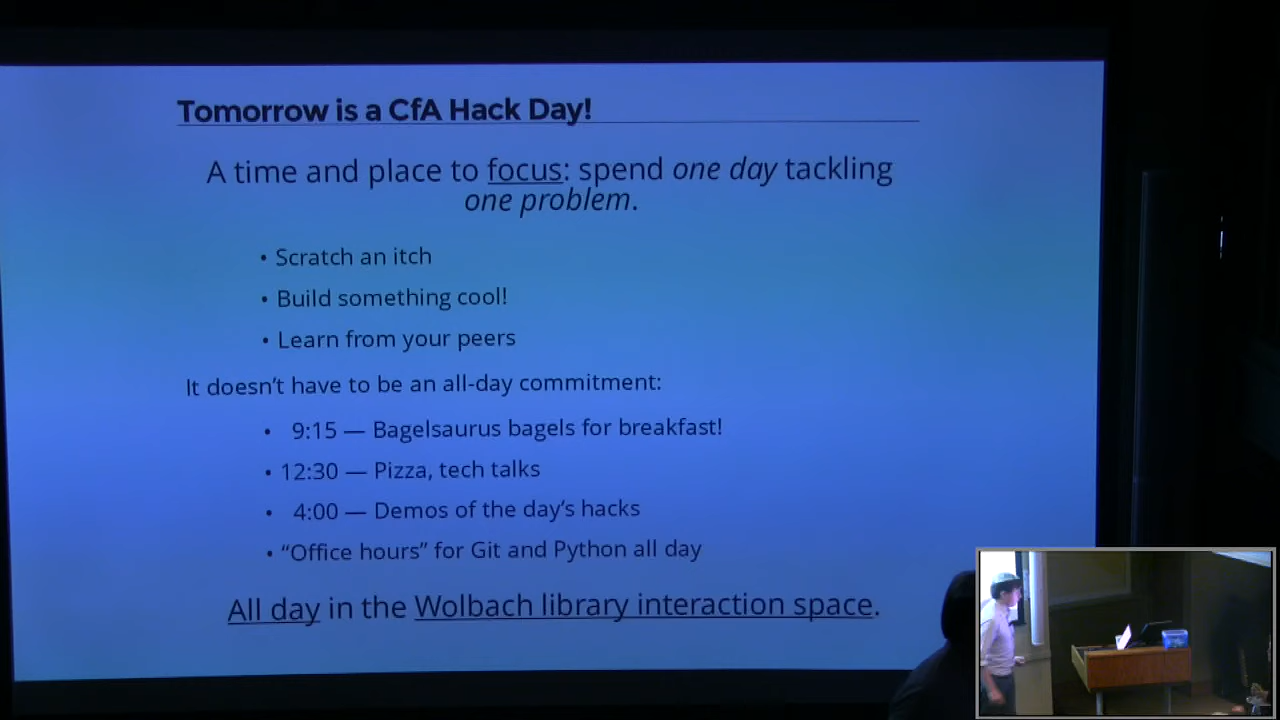 Tomorrow is a CfA Hack Day!
A time and place to focus: spend one day tackling
one problem.
• Scratch an itch
• Build something cool!
• Learn from your peers
It doesn't have to be an all-day commitment:
• 9:15 — Bagelsaurus bagels for breakfast!
• 12:30 — Pizza, tech talks
• 4:00 — Demos of the day's hacks
• “Office hours” for Git and Python all day
All day in the Wolbach library interaction space.